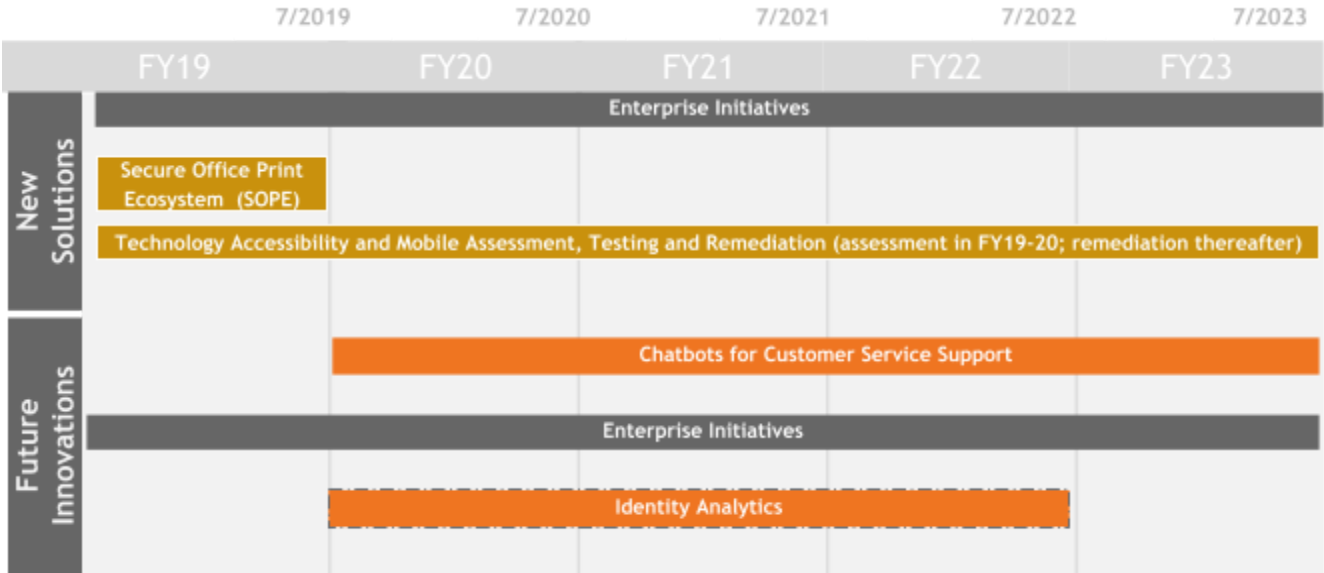 7/2019 7/2020 7/2021 7/2022 7/2023
FY19 FY20 FY21 FY22 FY23
New
Solutions
Enterprise Initiatives
Secure Office Print
Ecosystem (SOPE)
Technology Accessibility and Mobile Assessment, Testing and Remediation (assessment in FY19-20; remediation thereafter)
Future
Innovations
Chatbots for Customer Service Support
Enterprise Initiatives
Identity Analytics